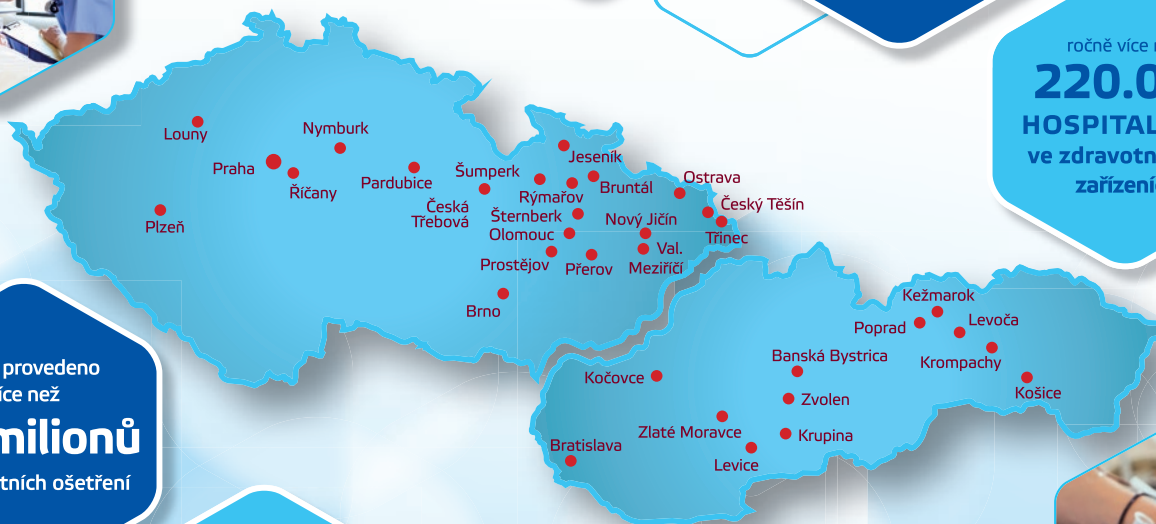 ročně více
220.0
HOSPITAL
ve zdravotn
zařízení
Louny
Nymburk
Praha
Říčany
Pardubice
Plzeň
Šumperk
Jeseník
Rýmařov
Bruntál
Ostrava
Česká
Třebová
Šternberk
Olomouc
Nový Jičín
Český Těšín
Třinec
Prostějov
Přerov
Val.
Meziříčí
Brno
provedeno
íce než
milionů
tních ošetření
Kežmarok
Poprad
Levoča
Krompachy
Košice
Banská Bystrica
Kočovce
Zvolen
Zlaté Moravce
Krupina
Bratislava
Levice